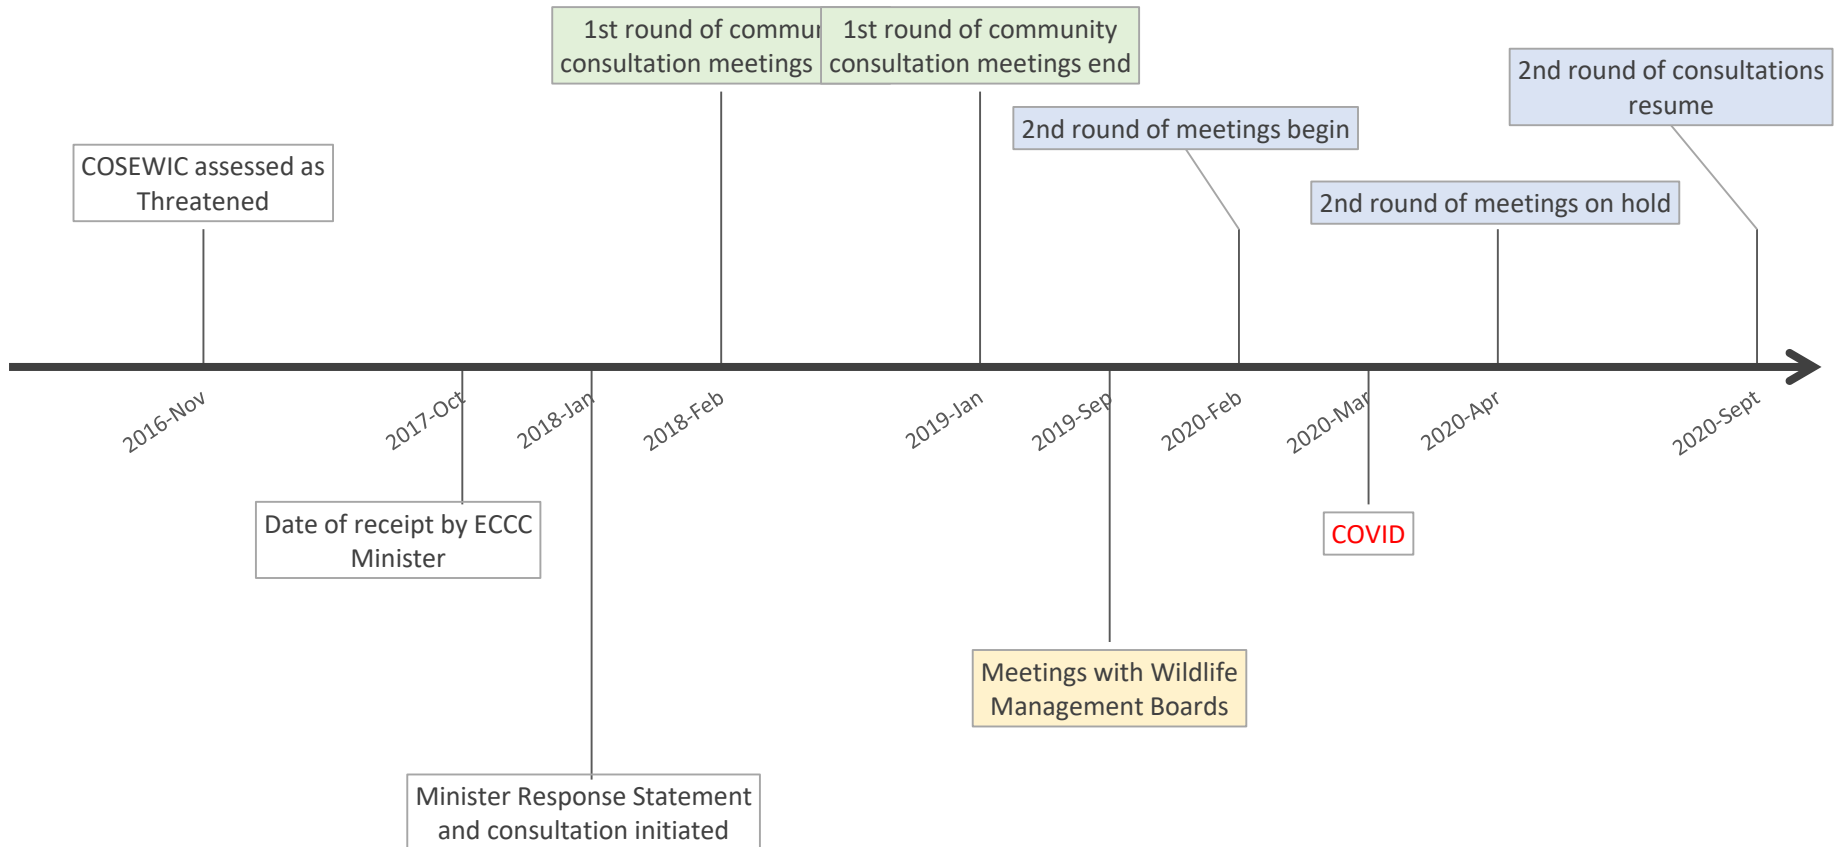 1st round of
consultation meetings
1st round of community
consultation meetings end
2nd round of consultations
resume
2nd round of meetings begin
COSEWIC assessed as
Threatened
2nd round of meetings on hold
2016-Nov
2017-Oct
2018-Jan
2018-Feb
2019-Jan
2019-Sep
2020-Feb
2020-Mar
2020-Apr
2020-Sept
Date of receipt by ECCC
Minister
COVID
Meetings with Wildlife
Management Boards
Minister Response Statement
and consultation initiated